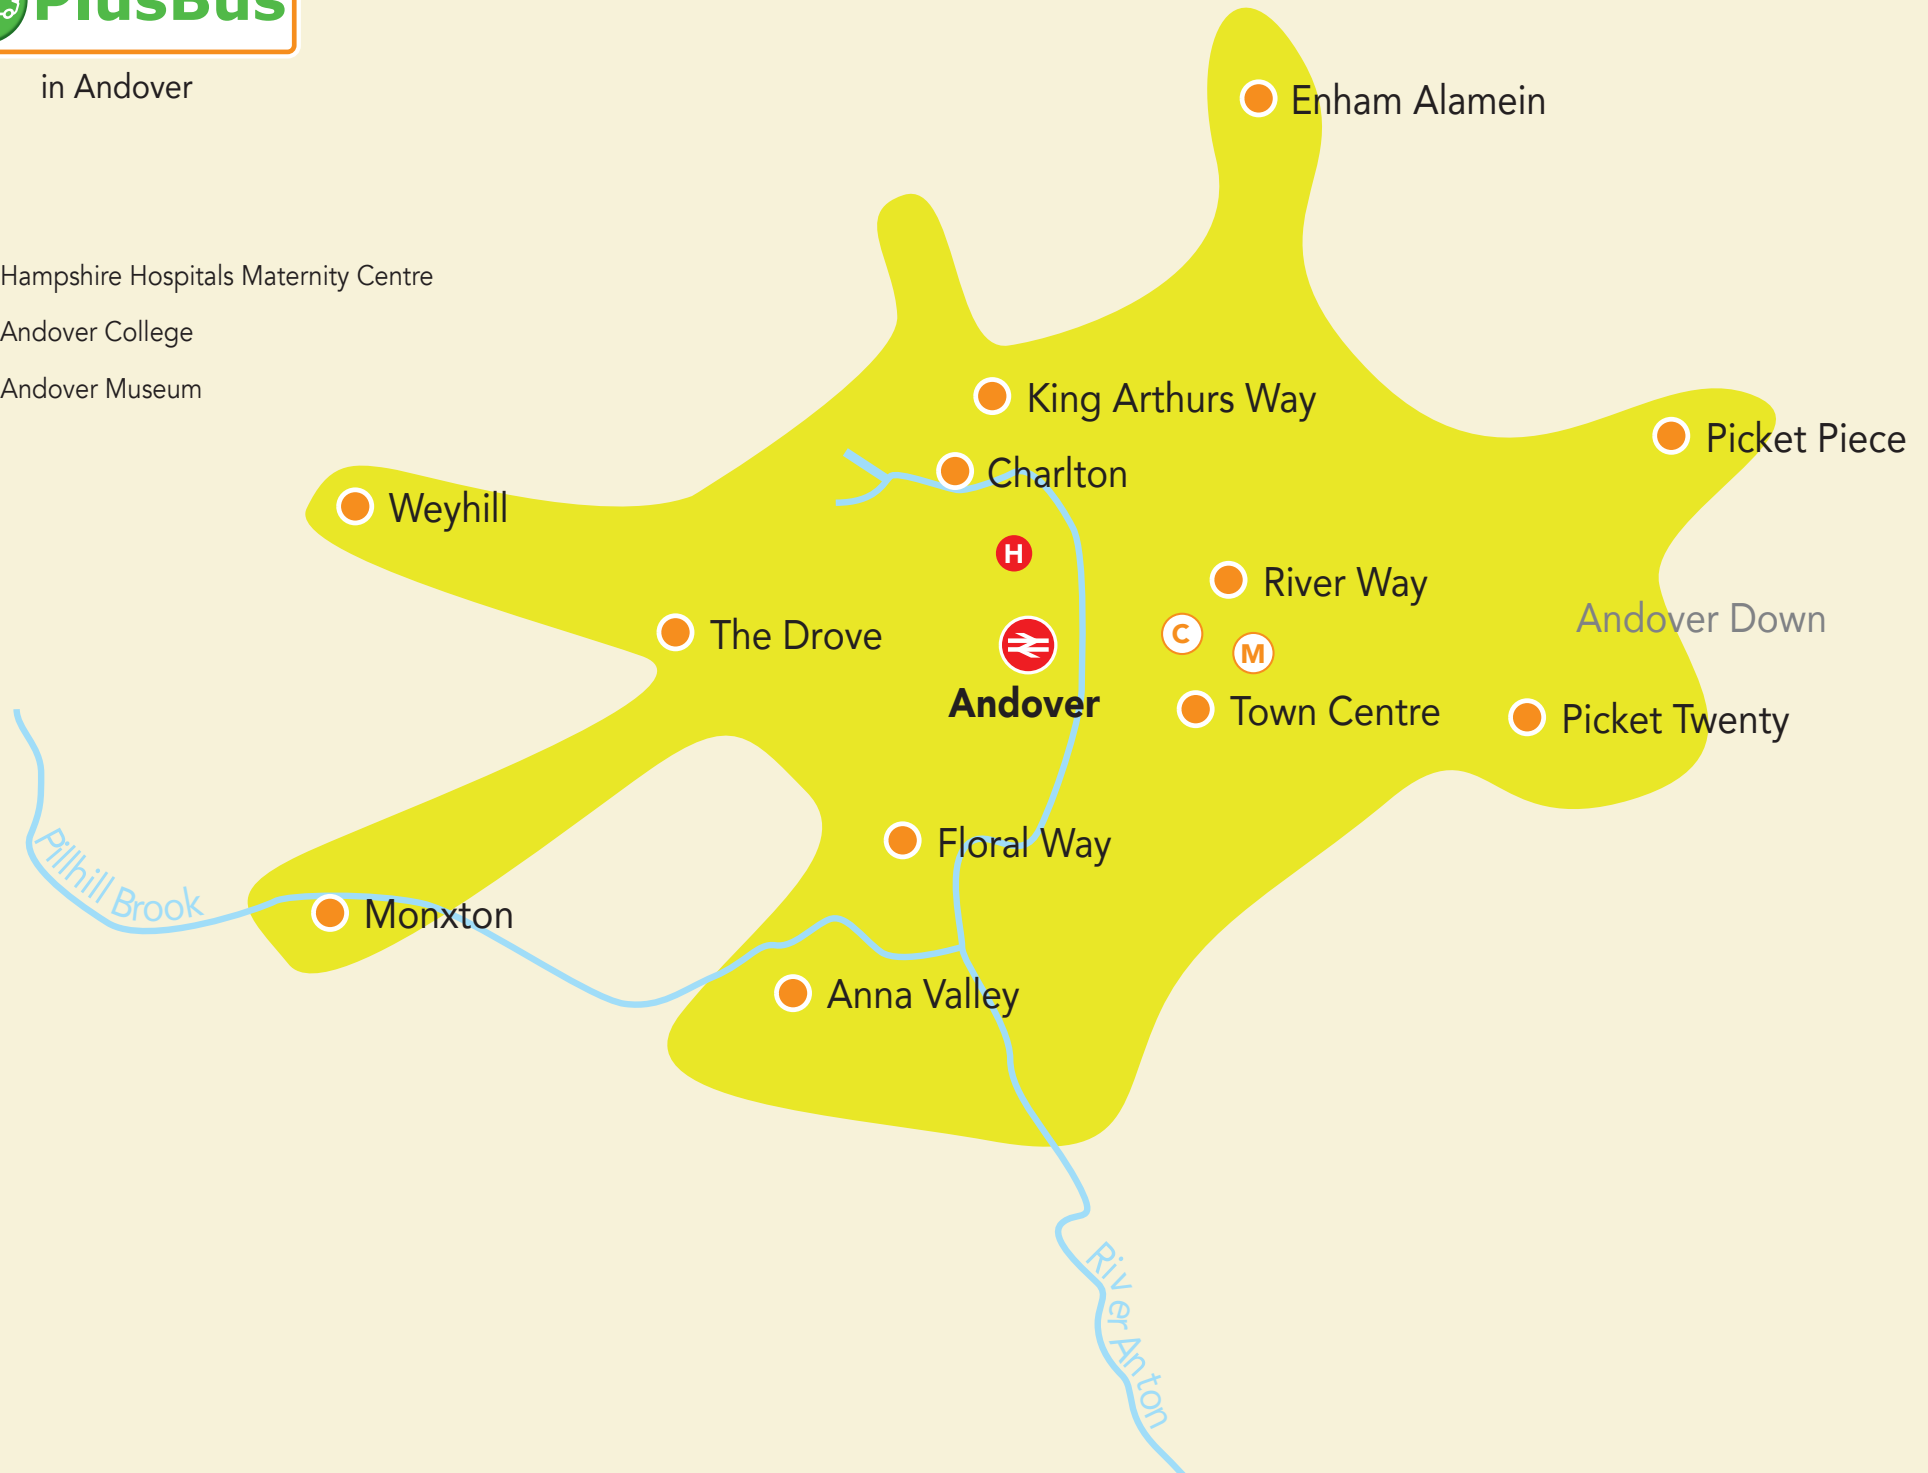 PlusBus
in Andover
Hampshire Hospitals Maternity Centre
Andover College
Andover Museum
Enham Alamein
King Arthurs Way
Picket Piece
Charlton
Weyhill
H
River Way
Andover Down
The Drove
C
M
Andover
Town Centre
Picket Twenty
Floral Way
Pillhill Brook
Monxton
Anna Valley
River Anton